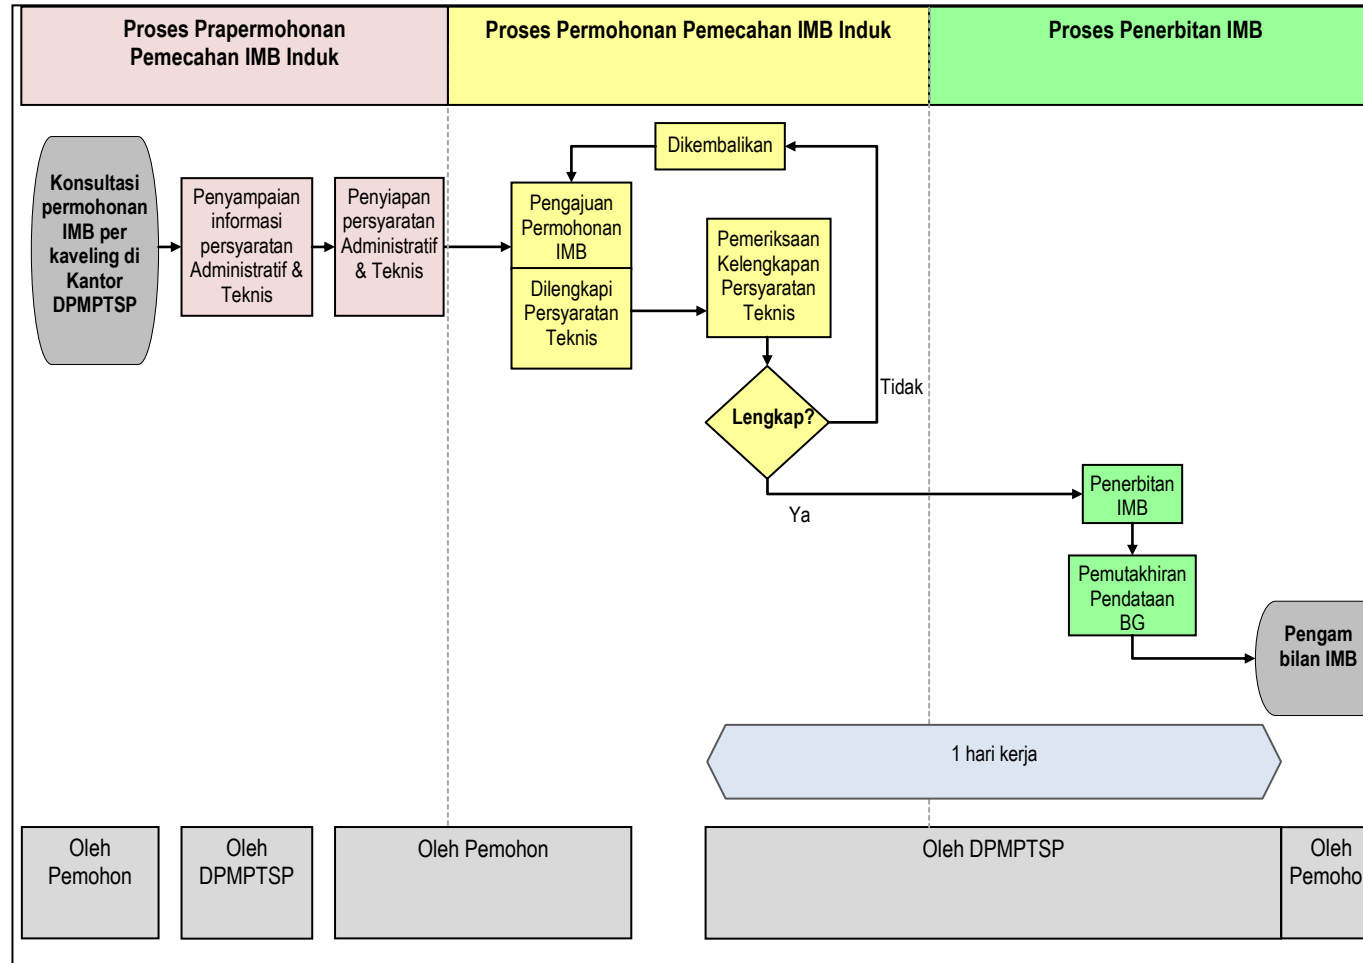 Proses Prapermohonan
Pemecahan IMB Induk
Proses Permohonan Pemecahan IMB Induk
Proses Penerbitan IMB
Konsultasi
permohonan
IMB per
kaveling di
Kantor
DPMPTSP
Penyampaian
informasi
persyaratan
Administratif &
Teknis
Penyiapan
persyaratan
Administratif
& Teknis
Dikembalikan
Pengajuan
Permohonan
IMB
Dilengkapi
Persyaratan
Teknis
Pemeriksaan
Kelengkapan
Persyaratan
Teknis
Lengkap?
Tidak
Ya
Penerbitan
IMB
Pemutakhiran
Pendataan
BG
Pengam
bilan IMB
1 hari kerja
Oleh
Pemohon
Oleh
DPMPTSP
Oleh Pemohon
Oleh DPMPTSP
Oleh
Pemoho